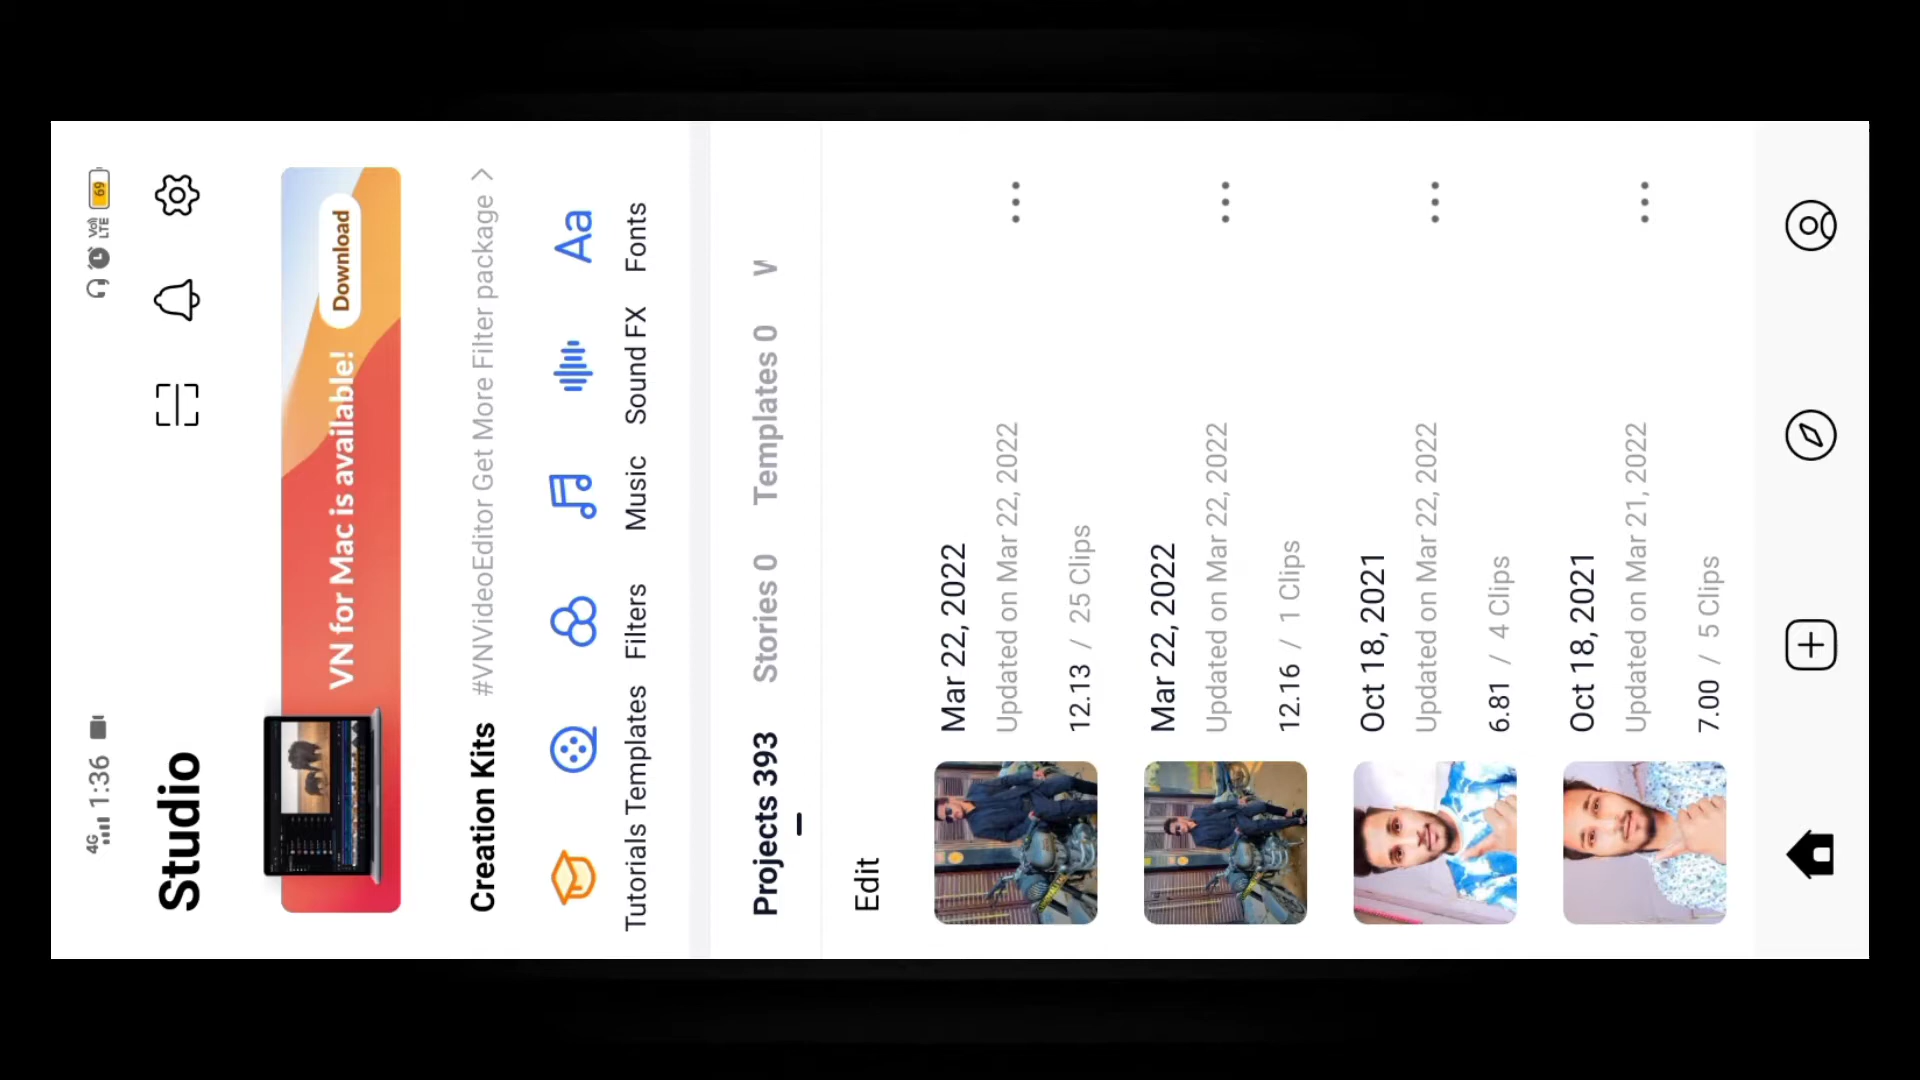 4G 1:36 VoLTE 69
Studio
VN for Mac is available! Download
Creation Kits #VNVideoEditor Get More Filter package >
Tutorials Templates Filters Music Sound FX Fonts
Projects 393 Stories 0 Templates 0
Edit
Mar 22, 2022
Updated on Mar 22, 2022
12.13 / 25 Clips
Mar 22, 2022
Updated on Mar 22, 2022
12.16 / 1 Clips
Oct 18, 2021
Updated on Mar 22, 2022
6.81 / 4 Clips
Oct 18, 2021
Updated on Mar 21, 2022
7.00 / 5 Clips